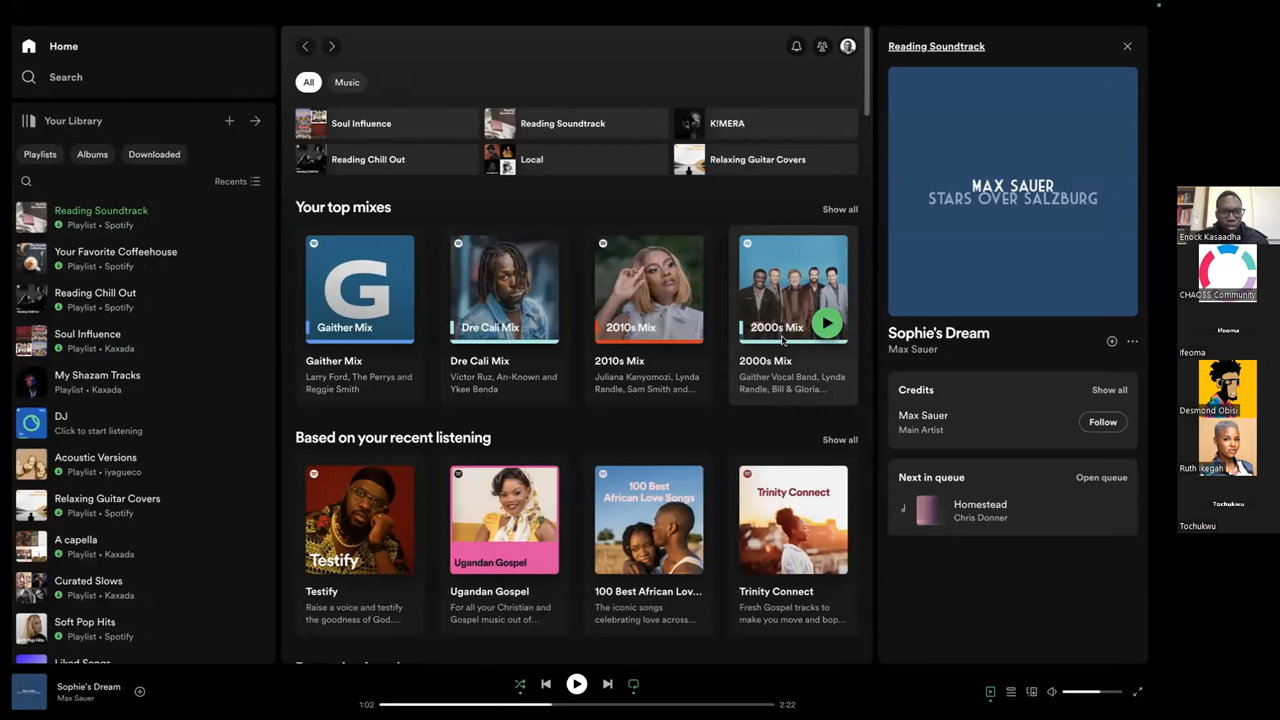 Home
Search
Your Library
Playlists
Albums
Downloaded
Recents
Reading Soundtrack
Playlist • Spotify
Your Favorite Coffeehouse
Playlist • Spotify
Reading Chill Out
Playlist • Spotify
Soul Influence
Playlist • Kaxada
My Shazam Tracks
Playlist • Kaxada
DJ
Click to start listening
Acoustic Versions
Playlist • iyagueco
Relaxing Guitar Covers
Playlist • Spotify
A capella
Playlist • Kaxada
Curated Slows
Playlist • Kaxada
Soft Pop Hits
Playlist • Spotify
Liked Songs
All
Music
Soul Influence
Reading Soundtrack
K!MERA
Reading Chill Out
Local
Relaxing Guitar Covers
Your top mixes
Show all
Gaither Mix
Dre Cali Mix
2010s Mix
2000s Mix
Gaither Mix
Larry Ford, The Perrys and
Reggie Smith
Dre Cali Mix
Victor Ruz, An-Known and
Ykee Benda
2010s Mix
Juliana Kanyomozi, Lynda
Randle, Sam Smith and...
2000s Mix
Gaither Vocal Band, Lynda
Randle, Bill & Gloria...
Based on your recent listening
Show all
Testify
Ugandan Gospel
100 Best
African Love Songs
Trinity Connect
Testify
Raise a voice and testify
the goodness of God....
Ugandan Gospel
For all your Christian and
Gospel music out of...
100 Best African Lov...
The iconic songs
celebrating love across...
Trinity Connect
Fresh Gospel tracks to
make you move and bop...
Reading Soundtrack
MAX SAUER
STARS OVER SALZBURG
Sophie's Dream
Max Sauer
Credits
Show all
Max Sauer
Main Artist
Follow
Next in queue
Open queue
Homestead
Chris Donner
Enock Kasaadha
CHAOSS Community
Ifeoma
Ifeoma
Desmond Obisi
Ruth Ikegah
Tochukwu
Tochukwu
Sophie's Dream
Max Sauer
1:02
2:22